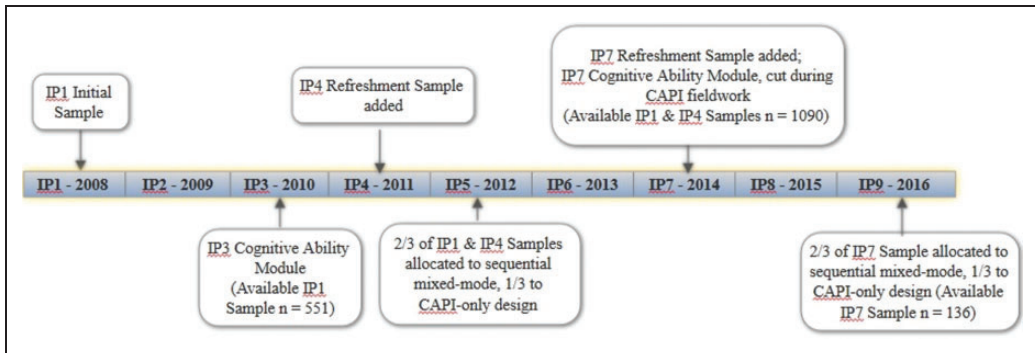 IP1 Initial
Sample
IP4 Refreshment Sample
added
IP7 Refreshment Sample added;
IP7 Cognitive Ability Module, cut during
CAPI fieldwork
(Available IP1 & IP4 Samples n = 1090)
IP1 - 2008 IP2 - 2009 IP3 - 2010 IP4 - 2011 IP5 - 2012 IP6 - 2013 IP7 - 2014 IP8 - 2015 IP9 - 2016
IP3 Cognitive Ability
Module
(Available IP1
Sample n = 551)
2/3 of IP1 & IP4 Samples
allocated to sequential
mixed-mode, 1/3 to
CAPI-only design
2/3 of IP7 Sample allocated to
sequential mixed-mode, 1/3 to
CAPI-only design (Available
IP7 Sample n = 136)